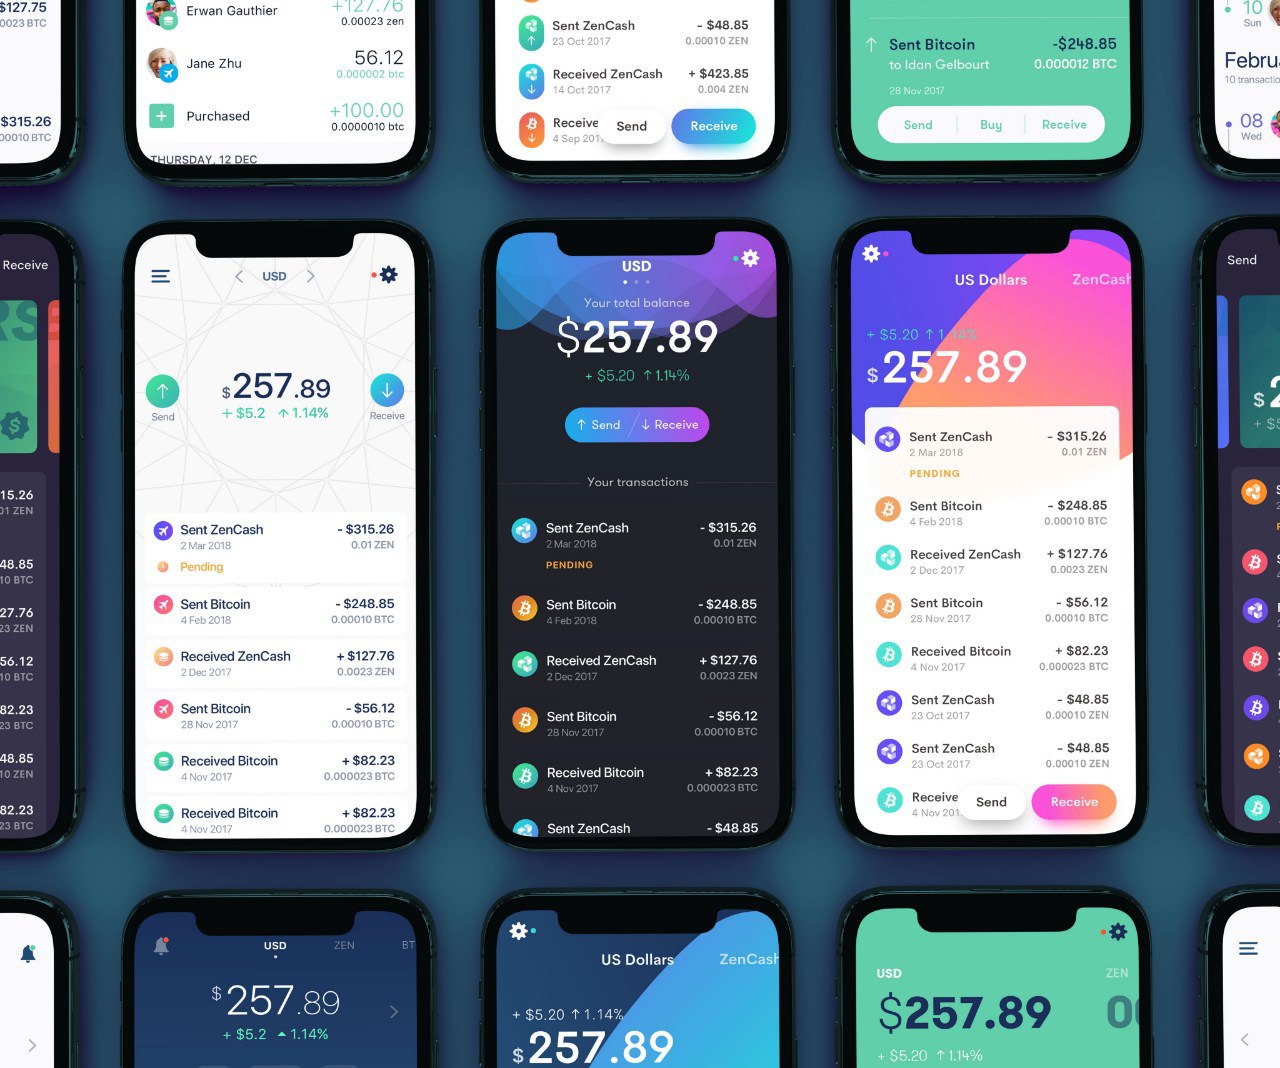 $127.75
0.0023 BTC
$315.26
0.00010 BTC
Erwan Gauthier
+127.76
0.00023 zen
Jane Zhu
56.12
0.000002 btc
Purchased
+100.00
0.0000010 btc
THURSDAY, 12 DEC
Sent ZenCash
- $48.85
23 Oct 2017
0.00010 ZEN
Received ZenCash
+ $423.85
14 Oct 2017
0.004 ZEN
Receive
4 Sep 201
Send
Receive
Sent Bitcoin
-$248.85
to Idan Gelbourt
0.000012 BTC
28 Nov 2017
Send
Buy
Receive
10
Sun
Febru
10 transactio
08
Wed
Receive
RS
$
15.26
01 ZEN
48.85
10 BTC
27.76
23 ZEN
56.12
10 BTC
82.23
23 BTC
48.85
10 ZEN
82.23
23 BTC
USD
$257.89
+ $5.2 ↑ 1.14%
Send
Receive
Sent ZenCash
- $315.26
2 Mar 2018
0.01 ZEN
Pending
Sent Bitcoin
- $248.85
4 Feb 2018
0.00010 BTC
Received ZenCash
+ $127.76
2 Dec 2017
0.0023 ZEN
Sent Bitcoin
- $56.12
28 Nov 2017
0.00010 BTC
Received Bitcoin
+ $82.23
4 Nov 2017
0.000023 BTC
Received Bitcoin
+ $82.23
4 Nov 2017
0.000023 BTC
USD
Your total balance
$257.89
+ $5.20 ↑ 1.14%
↑ Send
↓ Receive
Your transactions
Sent ZenCash
- $315.26
2 Mar 2018
0.01 ZEN
PENDING
Sent Bitcoin
- $248.85
4 Feb 2018
0.00010 BTC
Received ZenCash
+ $127.76
2 Dec 2017
0.0023 ZEN
Sent Bitcoin
- $56.12
28 Nov 2017
0.00010 BTC
Received Bitcoin
+ $82.23
4 Nov 2017
0.000023 BTC
Sent ZenCash
- $48.85
US Dollars
ZenCash
+ $5.20 ↑ 1.14%
$257.89
Sent ZenCash
- $315.26
2 Mar 2018
0.01 ZEN
PENDING
Sent Bitcoin
- $248.85
4 Feb 2018
0.00010 BTC
Received ZenCash
+ $127.76
2 Dec 2017
0.0023 ZEN
Sent Bitcoin
- $56.12
28 Nov 2017
0.00010 BTC
Received Bitcoin
+ $82.23
4 Nov 2017
0.000023 BTC
Sent ZenCash
- $48.85
23 Oct 2017
0.00010 ZEN
Sent ZenCash
- $48.85
23 Oct 2017
0.00010 ZEN
Receive
4 Nov 201
Send
Receive
Send
$
+ $5
USD
ZEN
BT
$257.89
+ $5.2 ▲ 1.14%
US Dollars
ZenCash
+ $5.20 ↑ 1.14%
$257.89
USD
ZEN
$257.89
+ $5.20 ↑ 1.14%